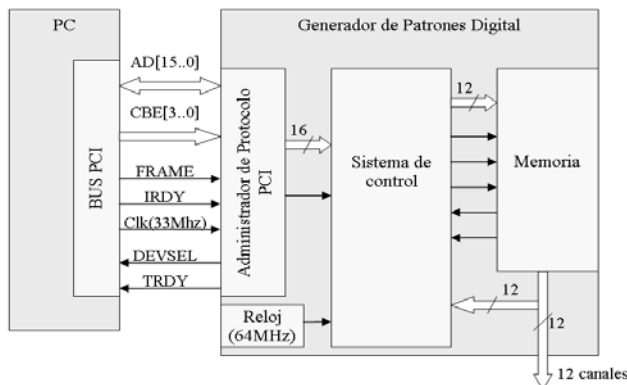 PC
Generador de Patrones Digital
AD[15..0]
CBE[3..0]
FRAME
IRDY
Clk(33Mhz)
DEVSEL
TRDY
BUS PCI
Administrador de Protocolo
PCI
16
Sistema de
control
12
Memoria
Reloj
(64MHz)
12
12
12 canales